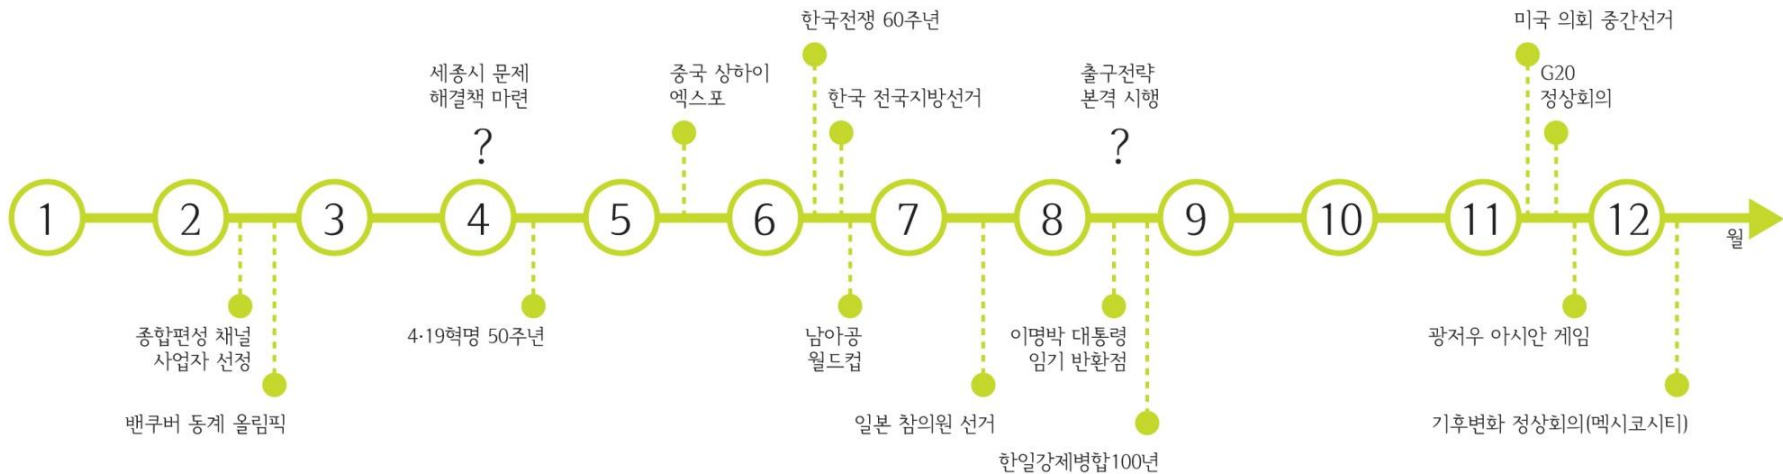 한국전쟁 60주년
미국 의회 중간선거
세종시 문제
해결책 마련
?
중국 상하이
엑스포
한국 전국지방선거
출구전략
본격 시행
?
G20
정상회의
1
2
3
4
5
6
7
8
9
10
11
12
월
종합편성 채널
사업자 선정
4·19혁명 50주년
남아공
월드컵
이명박 대통령
임기 반환점
광저우 아시안 게임
밴쿠버 동계 올림픽
일본 참의원 선거
기후변화 정상회의(멕시코시티)
한일강제병합100년